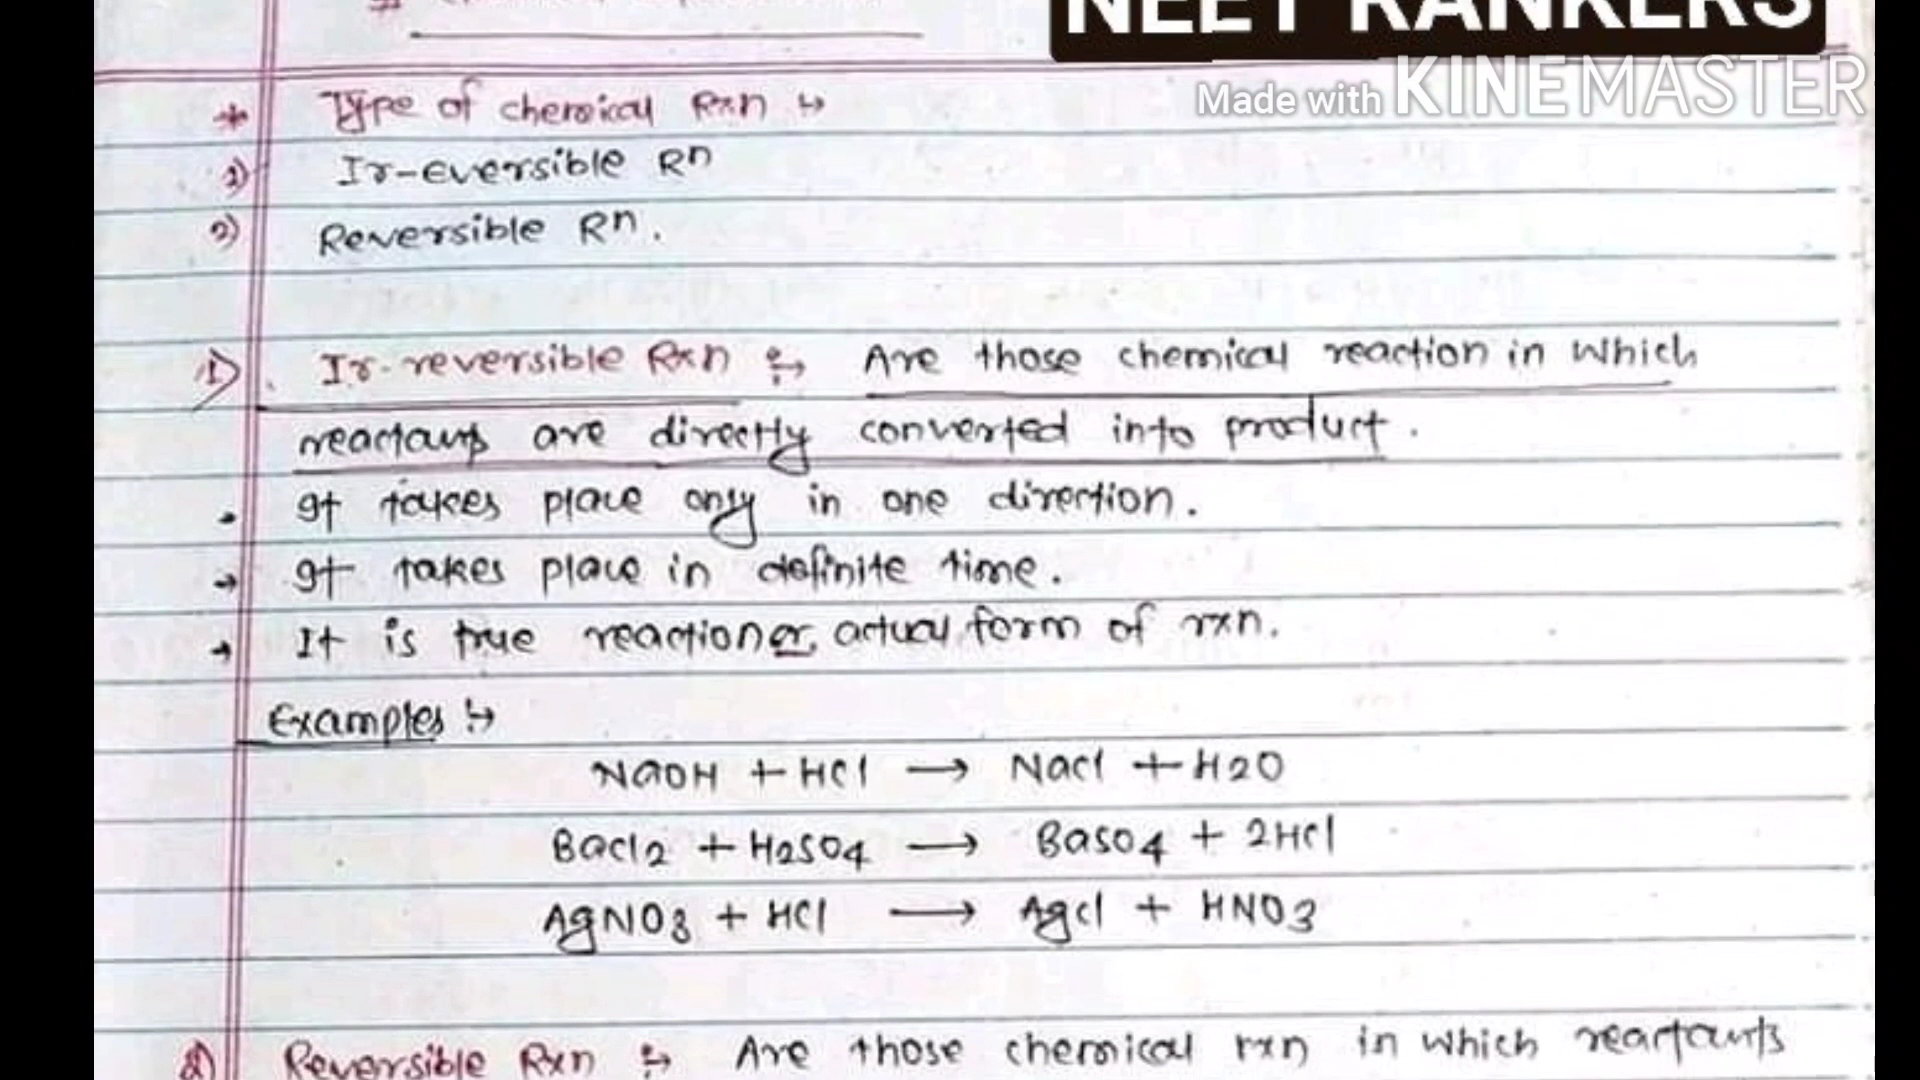 NEET RANKERS
Made with KINEMASTER
* Type of chemical Rxn ↦
1) Ir-eversible Rn
2) Reversible Rn.
1) Ir-reversible Rxn :↦ Are those chemical reaction in which
reactants are directly converted into product.
• It takes place only in one direction.
→ It takes place in definite time.
→ It is true reaction or actual form of rxn.
Examples :↦
NaOH + HCl → NaCl + H2O
BaCl2 + H2SO4 → BaSO4 + 2HCl
AgNO3 + HCl → AgCl + HNO3
2) Reversible Rxn :↦ Are those chemical rxn in which reactants